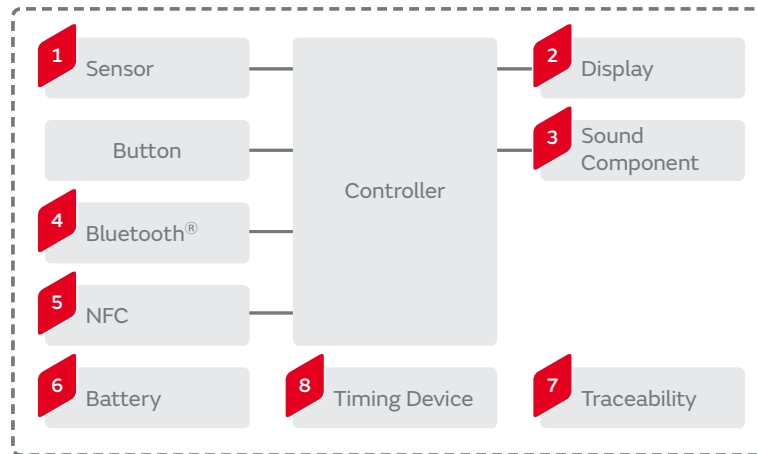 1
Sensor
2
Display
Button
3
Sound
Component
Controller
4
Bluetooth®
5
NFC
6
Battery
8
Timing Device
7
Traceability